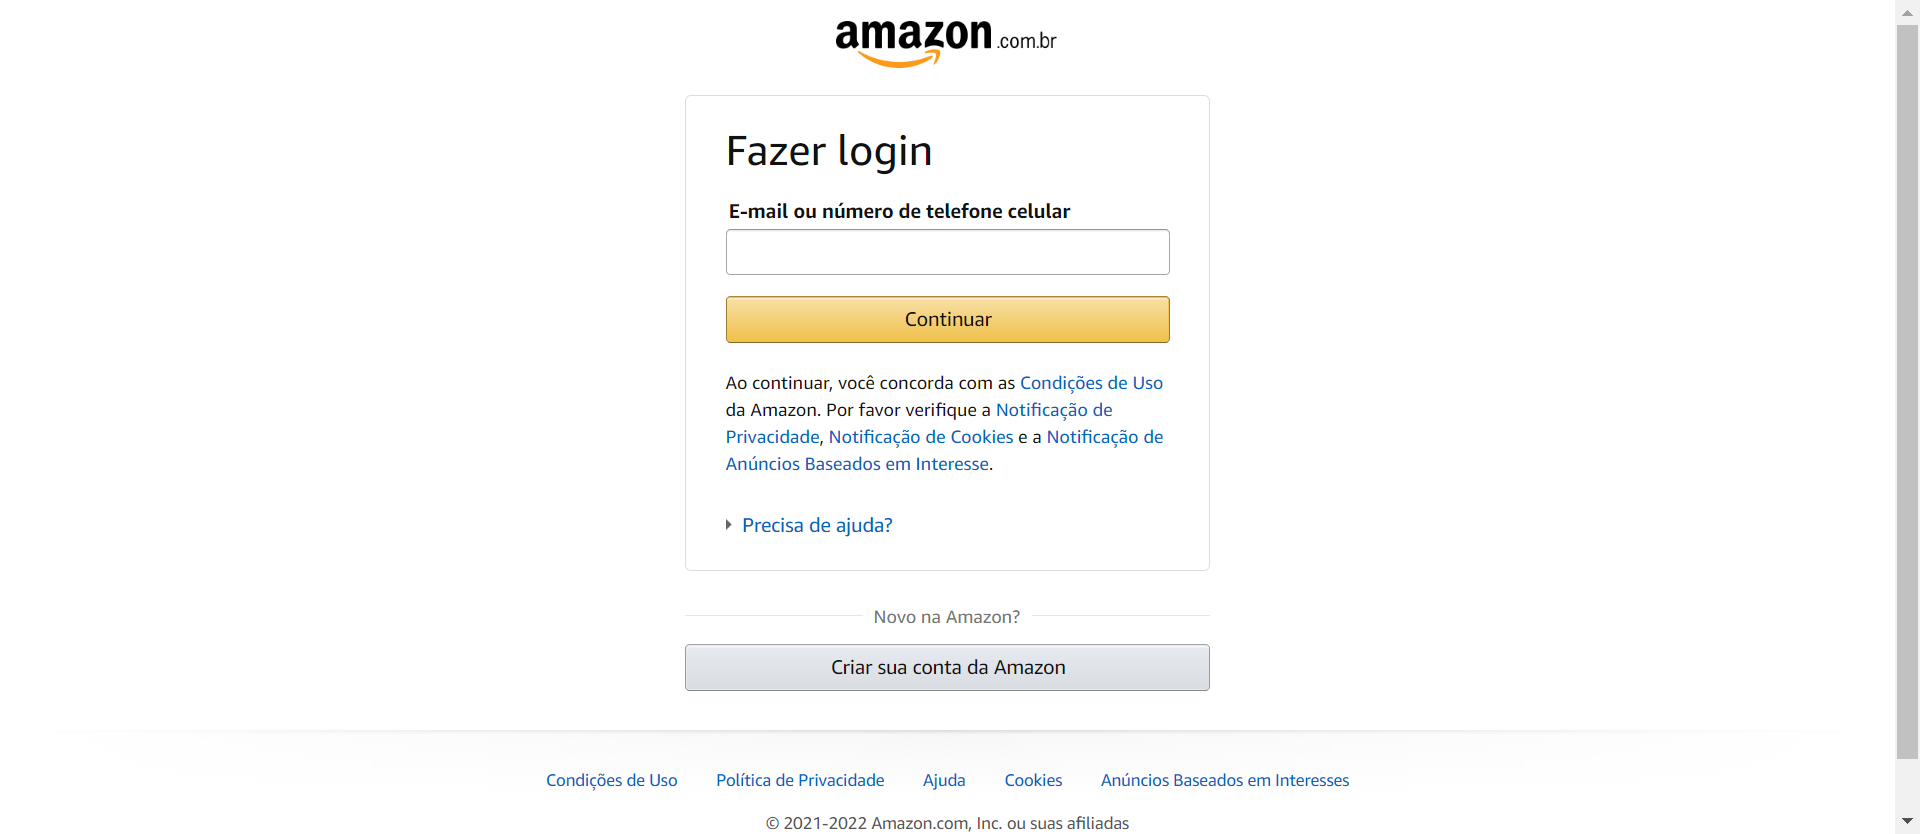 amazon.com.br
Fazer login
E-mail ou número de telefone celular
Continuar
Ao continuar, você concorda com as Condições de Uso
da Amazon. Por favor verifique a Notificação de
Privacidade, Notificação de Cookies e a Notificação de
Anúncios Baseados em Interesse.
Precisa de ajuda?
Novo na Amazon?
Criar sua conta da Amazon
Condições de Uso Política de Privacidade Ajuda Cookies Anúncios Baseados em Interesses
© 2021-2022 Amazon.com, Inc. ou suas afiliadas